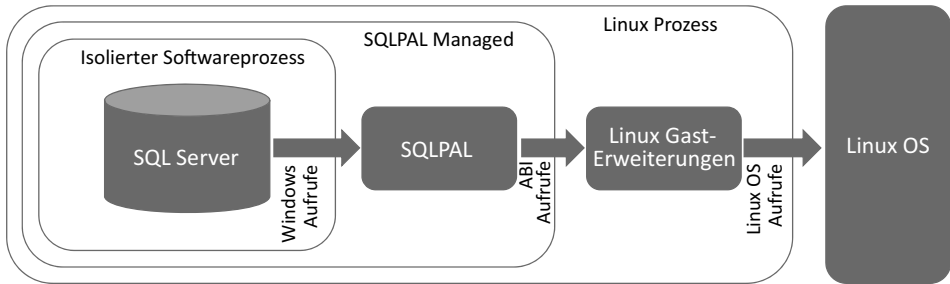 Linux Prozess
SQLPAL Managed
Isolierter Softwareprozess
SQL Server
Windows
Aufrufe
SQLPAL
ABI
Aufrufe
Linux Gast-
Erweiterungen
Linux OS
Aufrufe
Linux OS